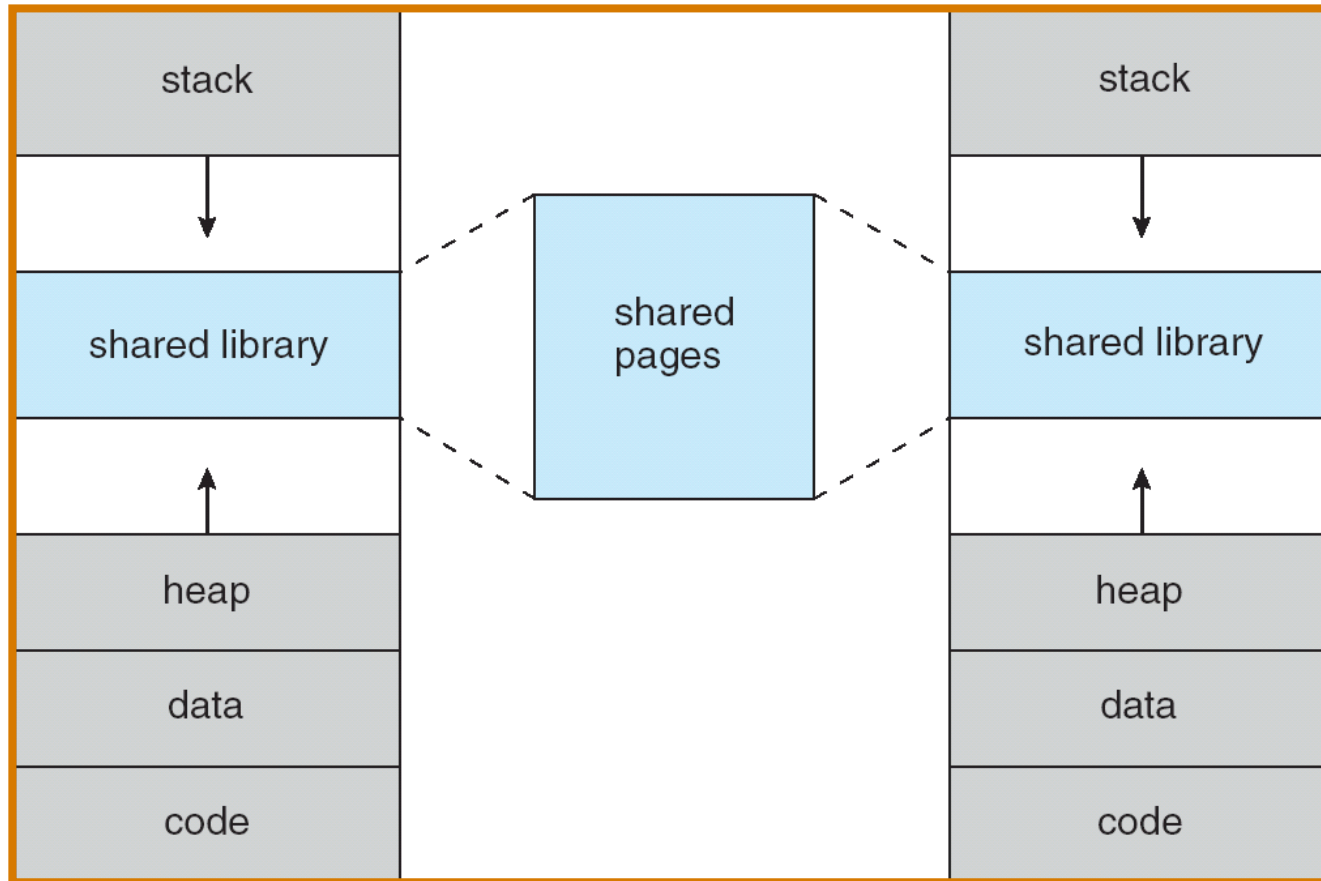 stack
shared library
heap
data
code
shared
pages
stack
shared library
heap
data
code